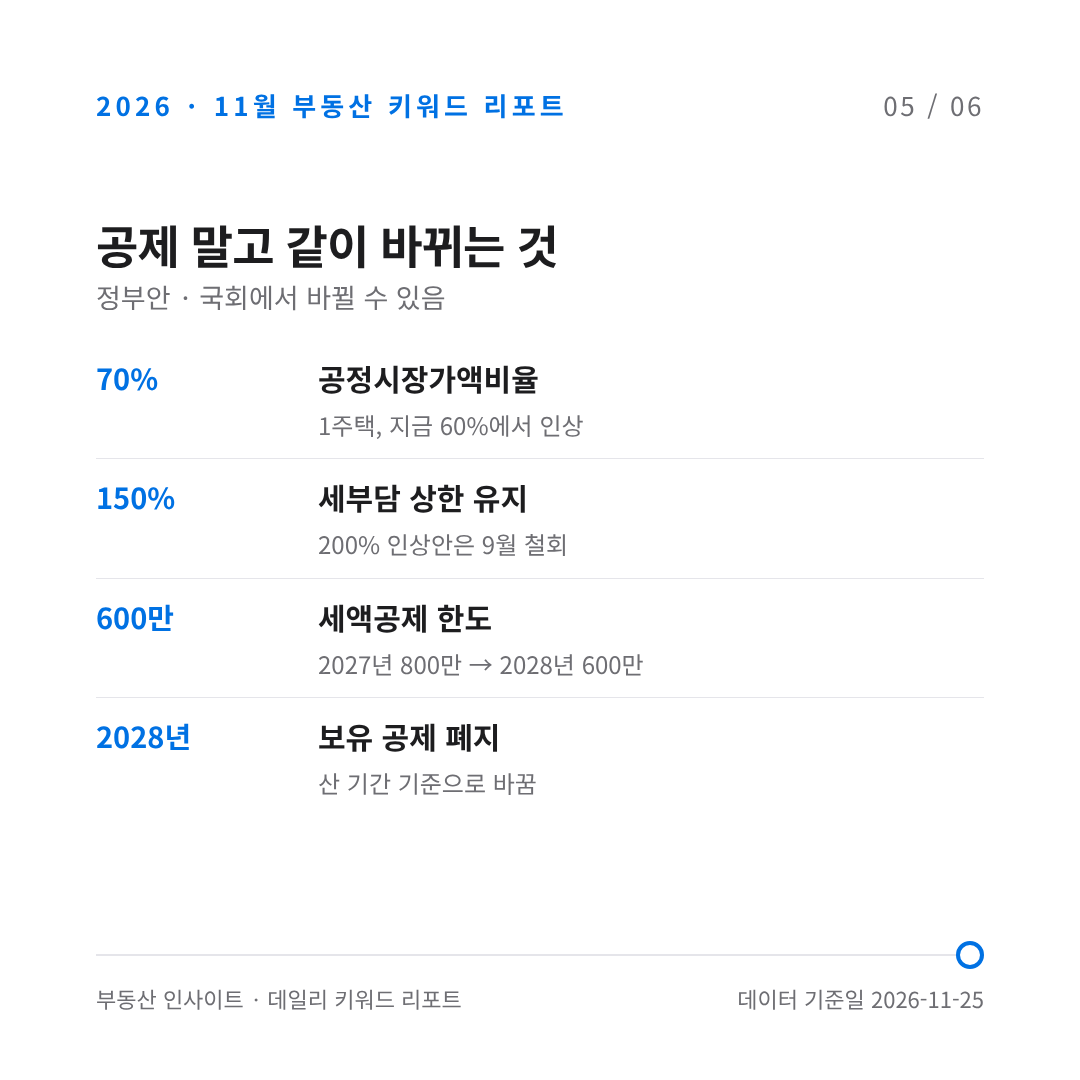 2026 · 11월 부동산 키워드 리포트
05 / 06
공제 말고 같이 바뀌는 것
정부안 · 국회에서 바뀔 수 있음
70%
공정시장가액비율
1주택, 지금 60%에서 인상
150%
세부담 상한 유지
200% 인상안은 9월 철회
600만
세액공제 한도
2027년 800만 → 2028년 600만
2028년
보유 공제 폐지
산 기간 기준으로 바꿈
부동산 인사이트 · 데일리 키워드 리포트
데이터 기준일 2026-11-25